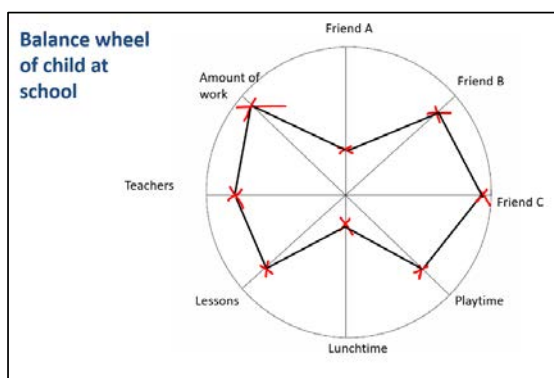 Balance wheel
of child at
school
Friend A
Amount of
work
Friend B
Teachers
Friend C
Lessons
Playtime
Lunchtime